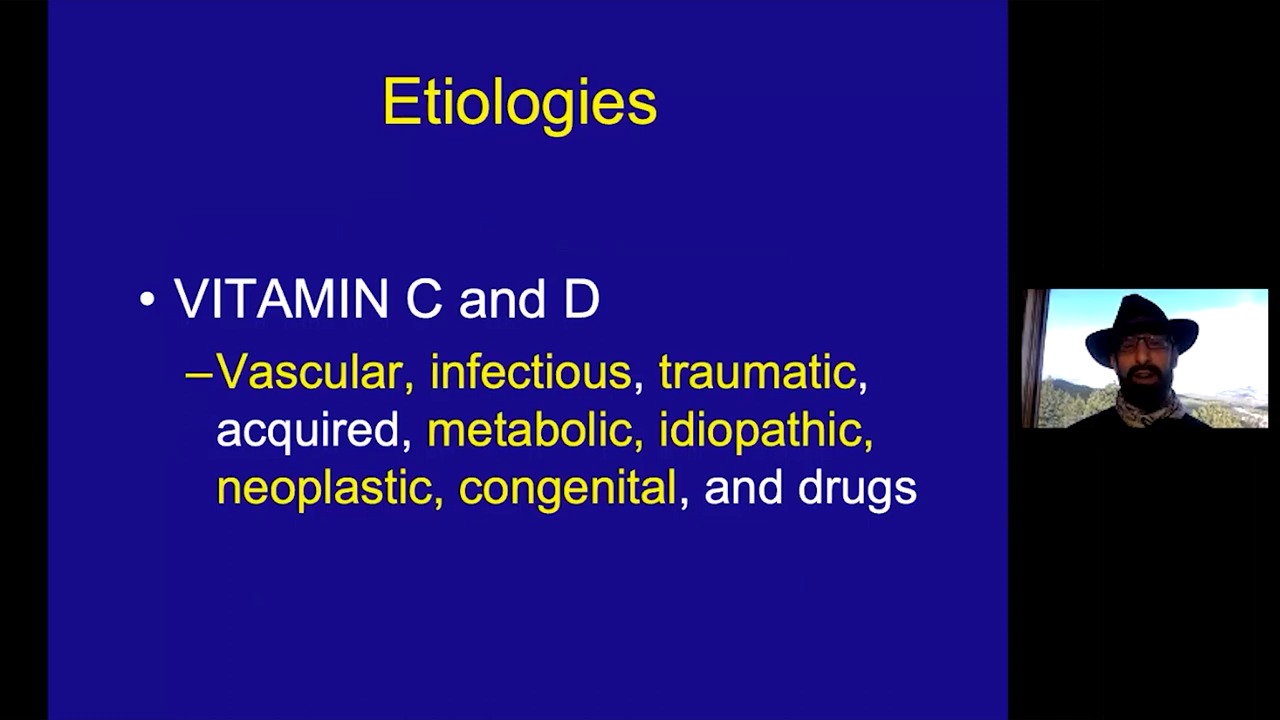 Etiologies
• VITAMIN C and D
–Vascular, infectious, traumatic,
acquired, metabolic, idiopathic,
neoplastic, congenital, and drugs